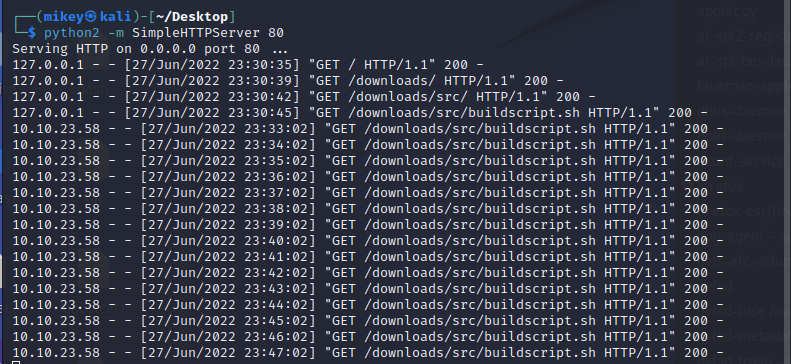 ┌──(mikey㉿kali)-[~/Desktop]
└─$ python2 -m SimpleHTTPServer 80
Serving HTTP on 0.0.0.0 port 80 ...
127.0.0.1 - - [27/Jun/2022 23:30:35] "GET / HTTP/1.1" 200 -
127.0.0.1 - - [27/Jun/2022 23:30:39] "GET /downloads/ HTTP/1.1" 200 -
127.0.0.1 - - [27/Jun/2022 23:30:42] "GET /downloads/src/ HTTP/1.1" 200 -
127.0.0.1 - - [27/Jun/2022 23:30:45] "GET /downloads/src/buildscript.sh HTTP/1.1" 200 -
10.10.23.58 - - [27/Jun/2022 23:33:02] "GET /downloads/src/buildscript.sh HTTP/1.1" 200 -
10.10.23.58 - - [27/Jun/2022 23:34:02] "GET /downloads/src/buildscript.sh HTTP/1.1" 200 -
10.10.23.58 - - [27/Jun/2022 23:35:02] "GET /downloads/src/buildscript.sh HTTP/1.1" 200 -
10.10.23.58 - - [27/Jun/2022 23:36:02] "GET /downloads/src/buildscript.sh HTTP/1.1" 200 -
10.10.23.58 - - [27/Jun/2022 23:37:02] "GET /downloads/src/buildscript.sh HTTP/1.1" 200 -
10.10.23.58 - - [27/Jun/2022 23:38:02] "GET /downloads/src/buildscript.sh HTTP/1.1" 200 -
10.10.23.58 - - [27/Jun/2022 23:39:02] "GET /downloads/src/buildscript.sh HTTP/1.1" 200 -
10.10.23.58 - - [27/Jun/2022 23:40:02] "GET /downloads/src/buildscript.sh HTTP/1.1" 200 -
10.10.23.58 - - [27/Jun/2022 23:41:02] "GET /downloads/src/buildscript.sh HTTP/1.1" 200 -
10.10.23.58 - - [27/Jun/2022 23:42:02] "GET /downloads/src/buildscript.sh HTTP/1.1" 200 -
10.10.23.58 - - [27/Jun/2022 23:43:02] "GET /downloads/src/buildscript.sh HTTP/1.1" 200 -
10.10.23.58 - - [27/Jun/2022 23:44:02] "GET /downloads/src/buildscript.sh HTTP/1.1" 200 -
10.10.23.58 - - [27/Jun/2022 23:45:02] "GET /downloads/src/buildscript.sh HTTP/1.1" 200 -
10.10.23.58 - - [27/Jun/2022 23:46:02] "GET /downloads/src/buildscript.sh HTTP/1.1" 200 -
10.10.23.58 - - [27/Jun/2022 23:47:02] "GET /downloads/src/buildscript.sh HTTP/1.1" 200 -
applet.py